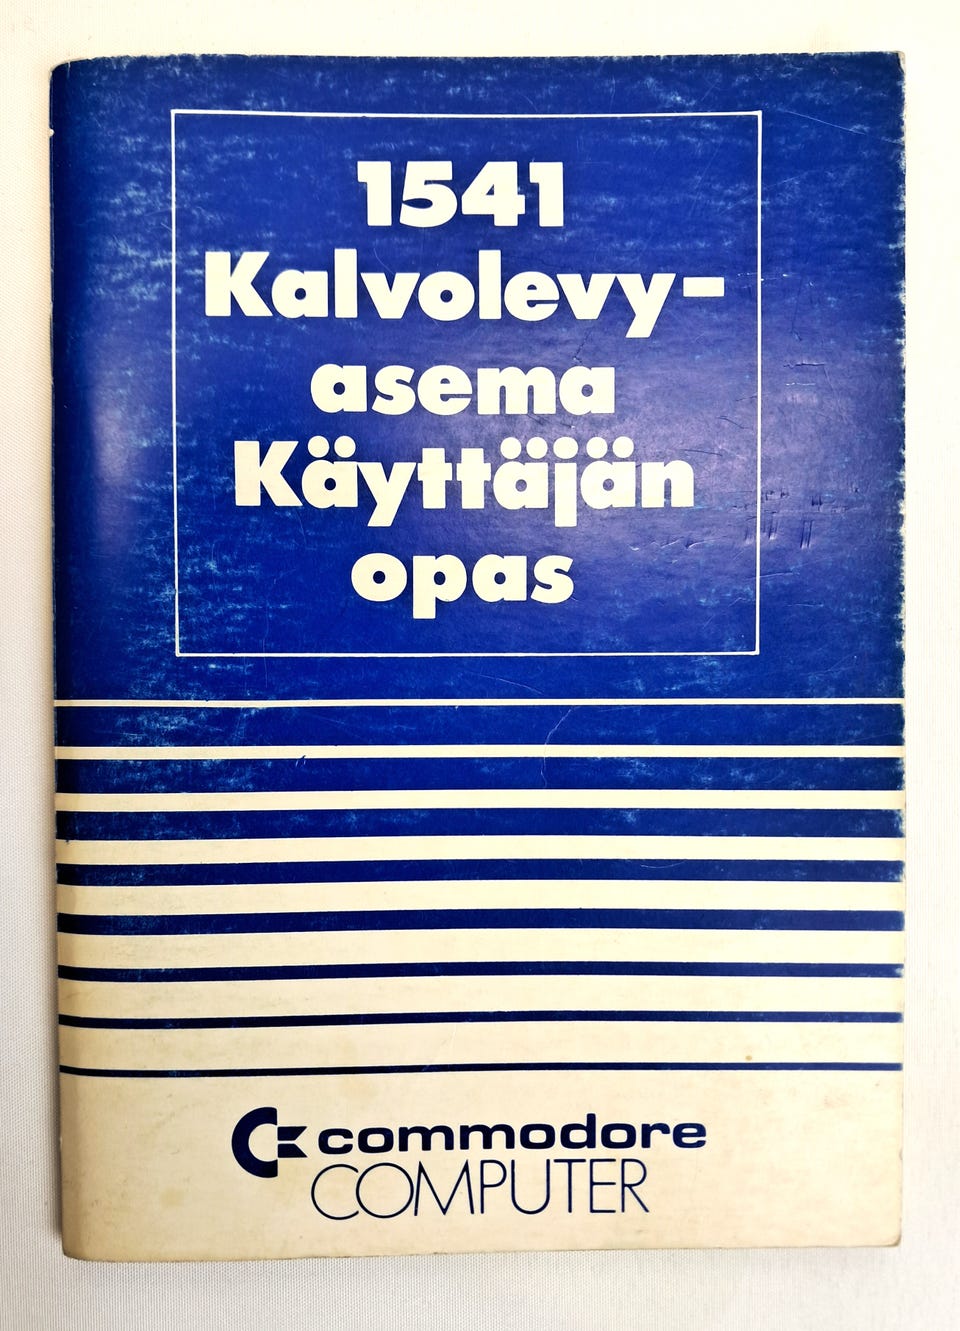 1541
Kalvolevy-
asema
Käyttäjän
opas
commodore
COMPUTER